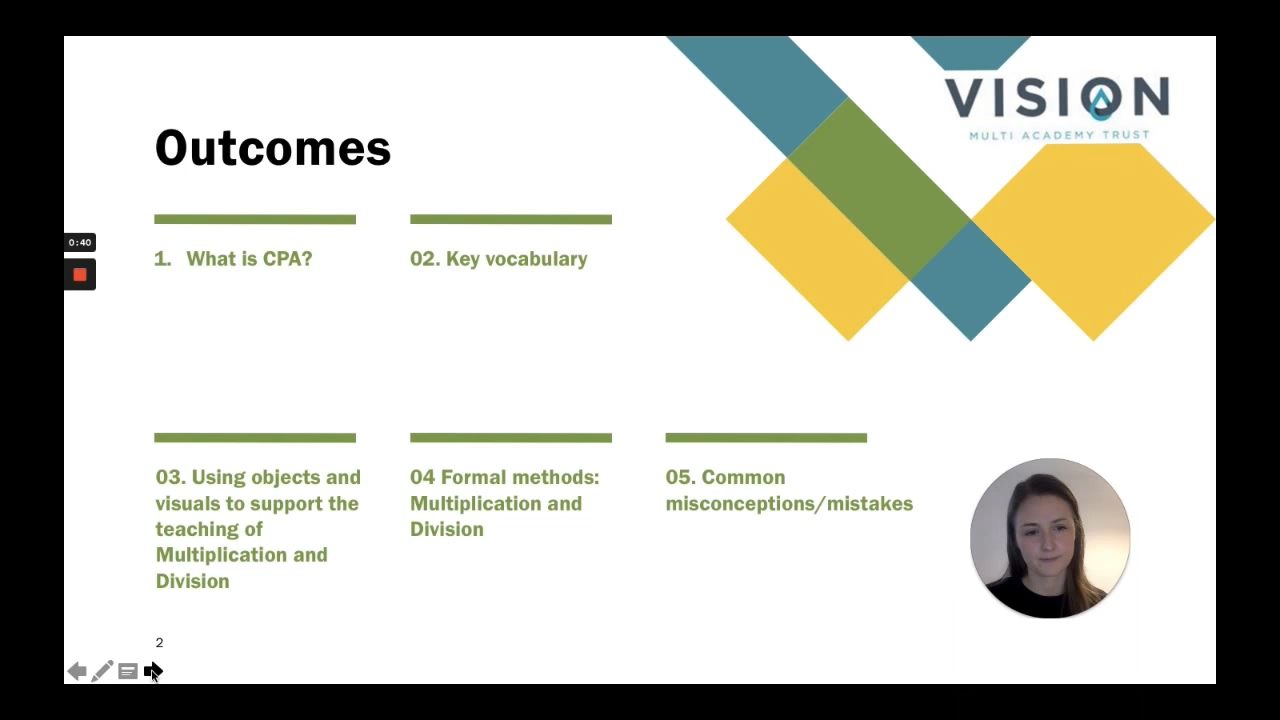 VISION
MULTI ACADEMY TRUST
Outcomes
0:40
1. What is CPA?
02. Key vocabulary
03. Using objects and
visuals to support the
teaching of
Multiplication and
Division
04 Formal methods:
Multiplication and
Division
05. Common
misconceptions/mistakes
2